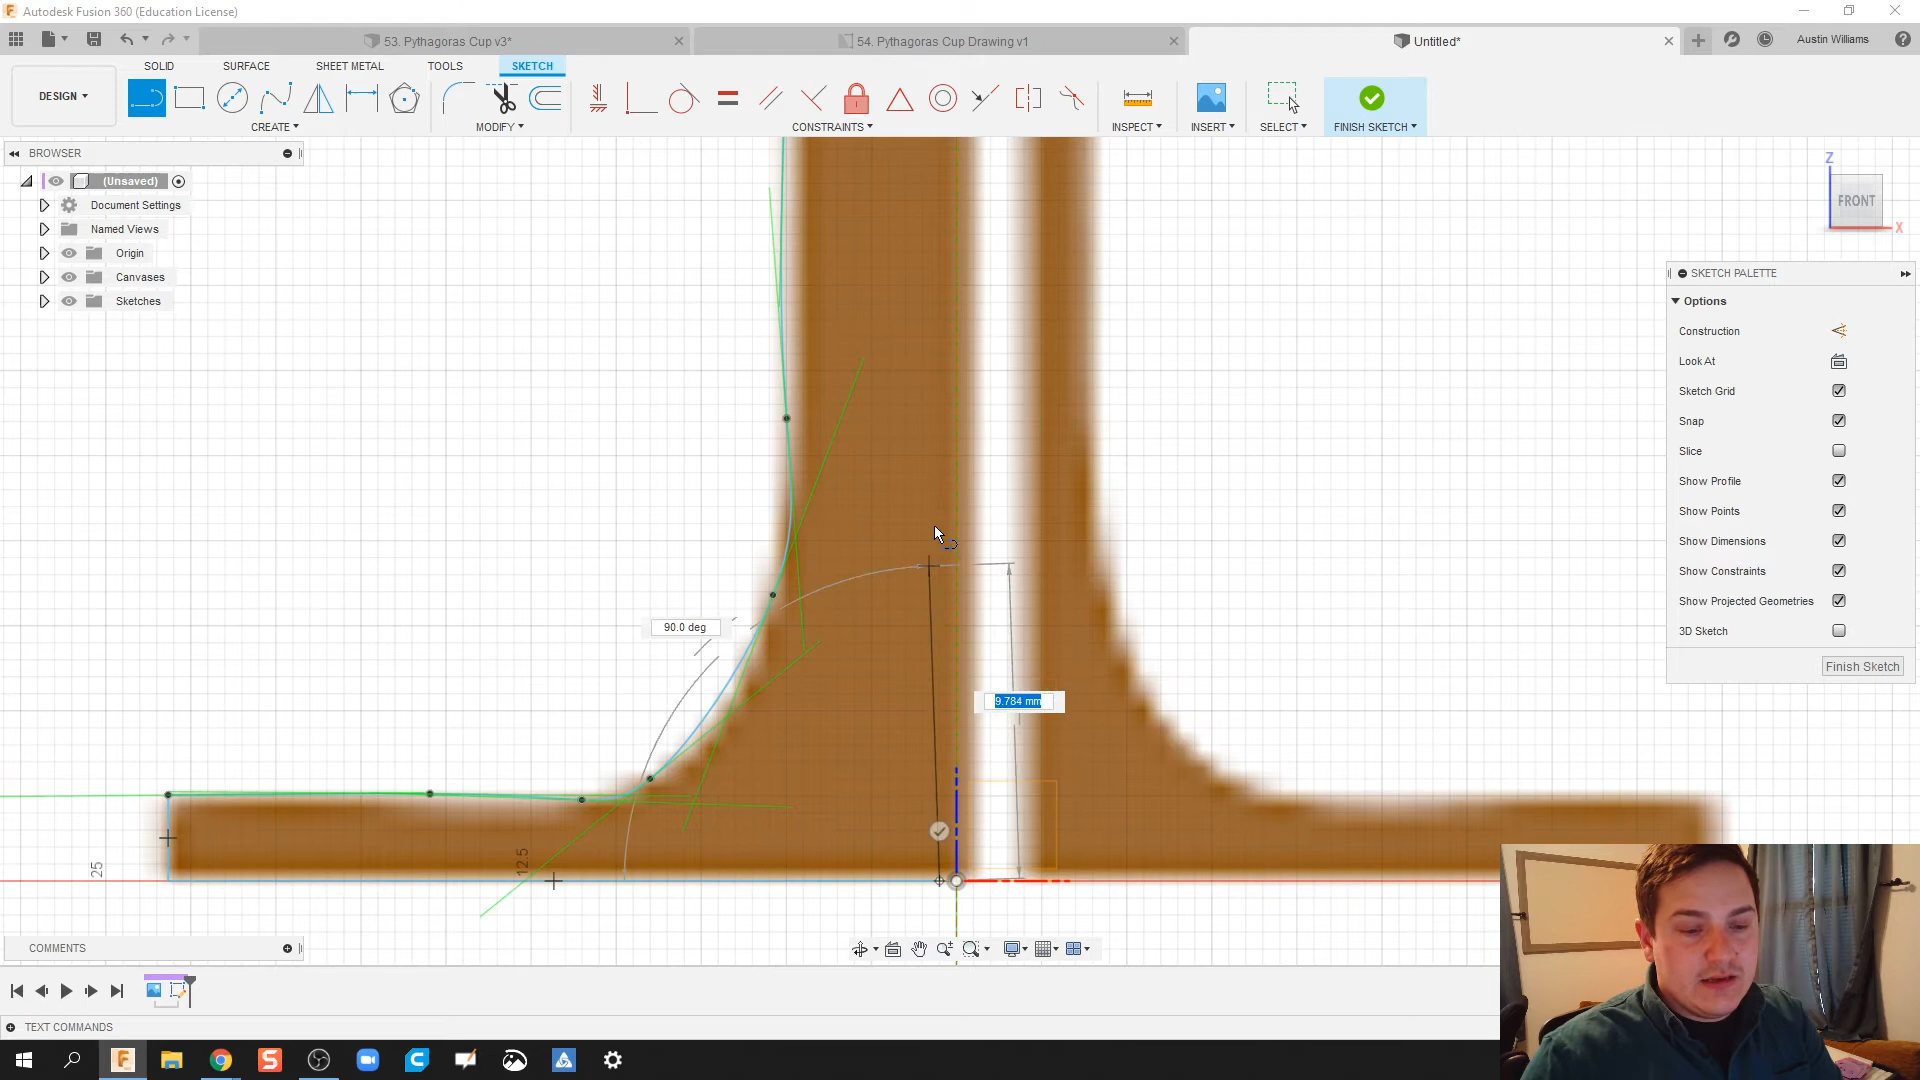 Autodesk Fusion 360 (Education License)
53. Pythagoras Cup v3*
54. Pythagoras Cup Drawing v1
Untitled*
Austin Williams
SOLID
SURFACE
SHEET METAL
TOOLS
SKETCH
DESIGN
CREATE
MODIFY
CONSTRAINTS
INSPECT
INSERT
SELECT
FINISH SKETCH
BROWSER
(Unsaved)
Document Settings
Named Views
Origin
Canvases
Sketches
Z
FRONT
X
SKETCH PALETTE
Options
Construction
Look At
Sketch Grid
Snap
Slice
Show Profile
Show Points
Show Dimensions
Show Constraints
Show Projected Geometries
3D Sketch
Finish Sketch
90.0 deg
9.784 mm
25
12.5
COMMENTS
TEXT COMMANDS